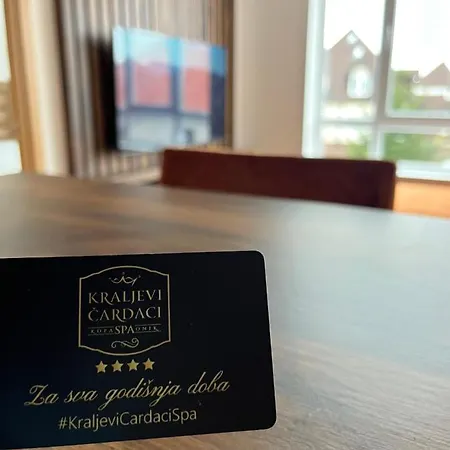 KRALJEVI
ČARDACI
KOPASPAONIK
Za sva godišnja doba
#KraljeviCardaciSpa